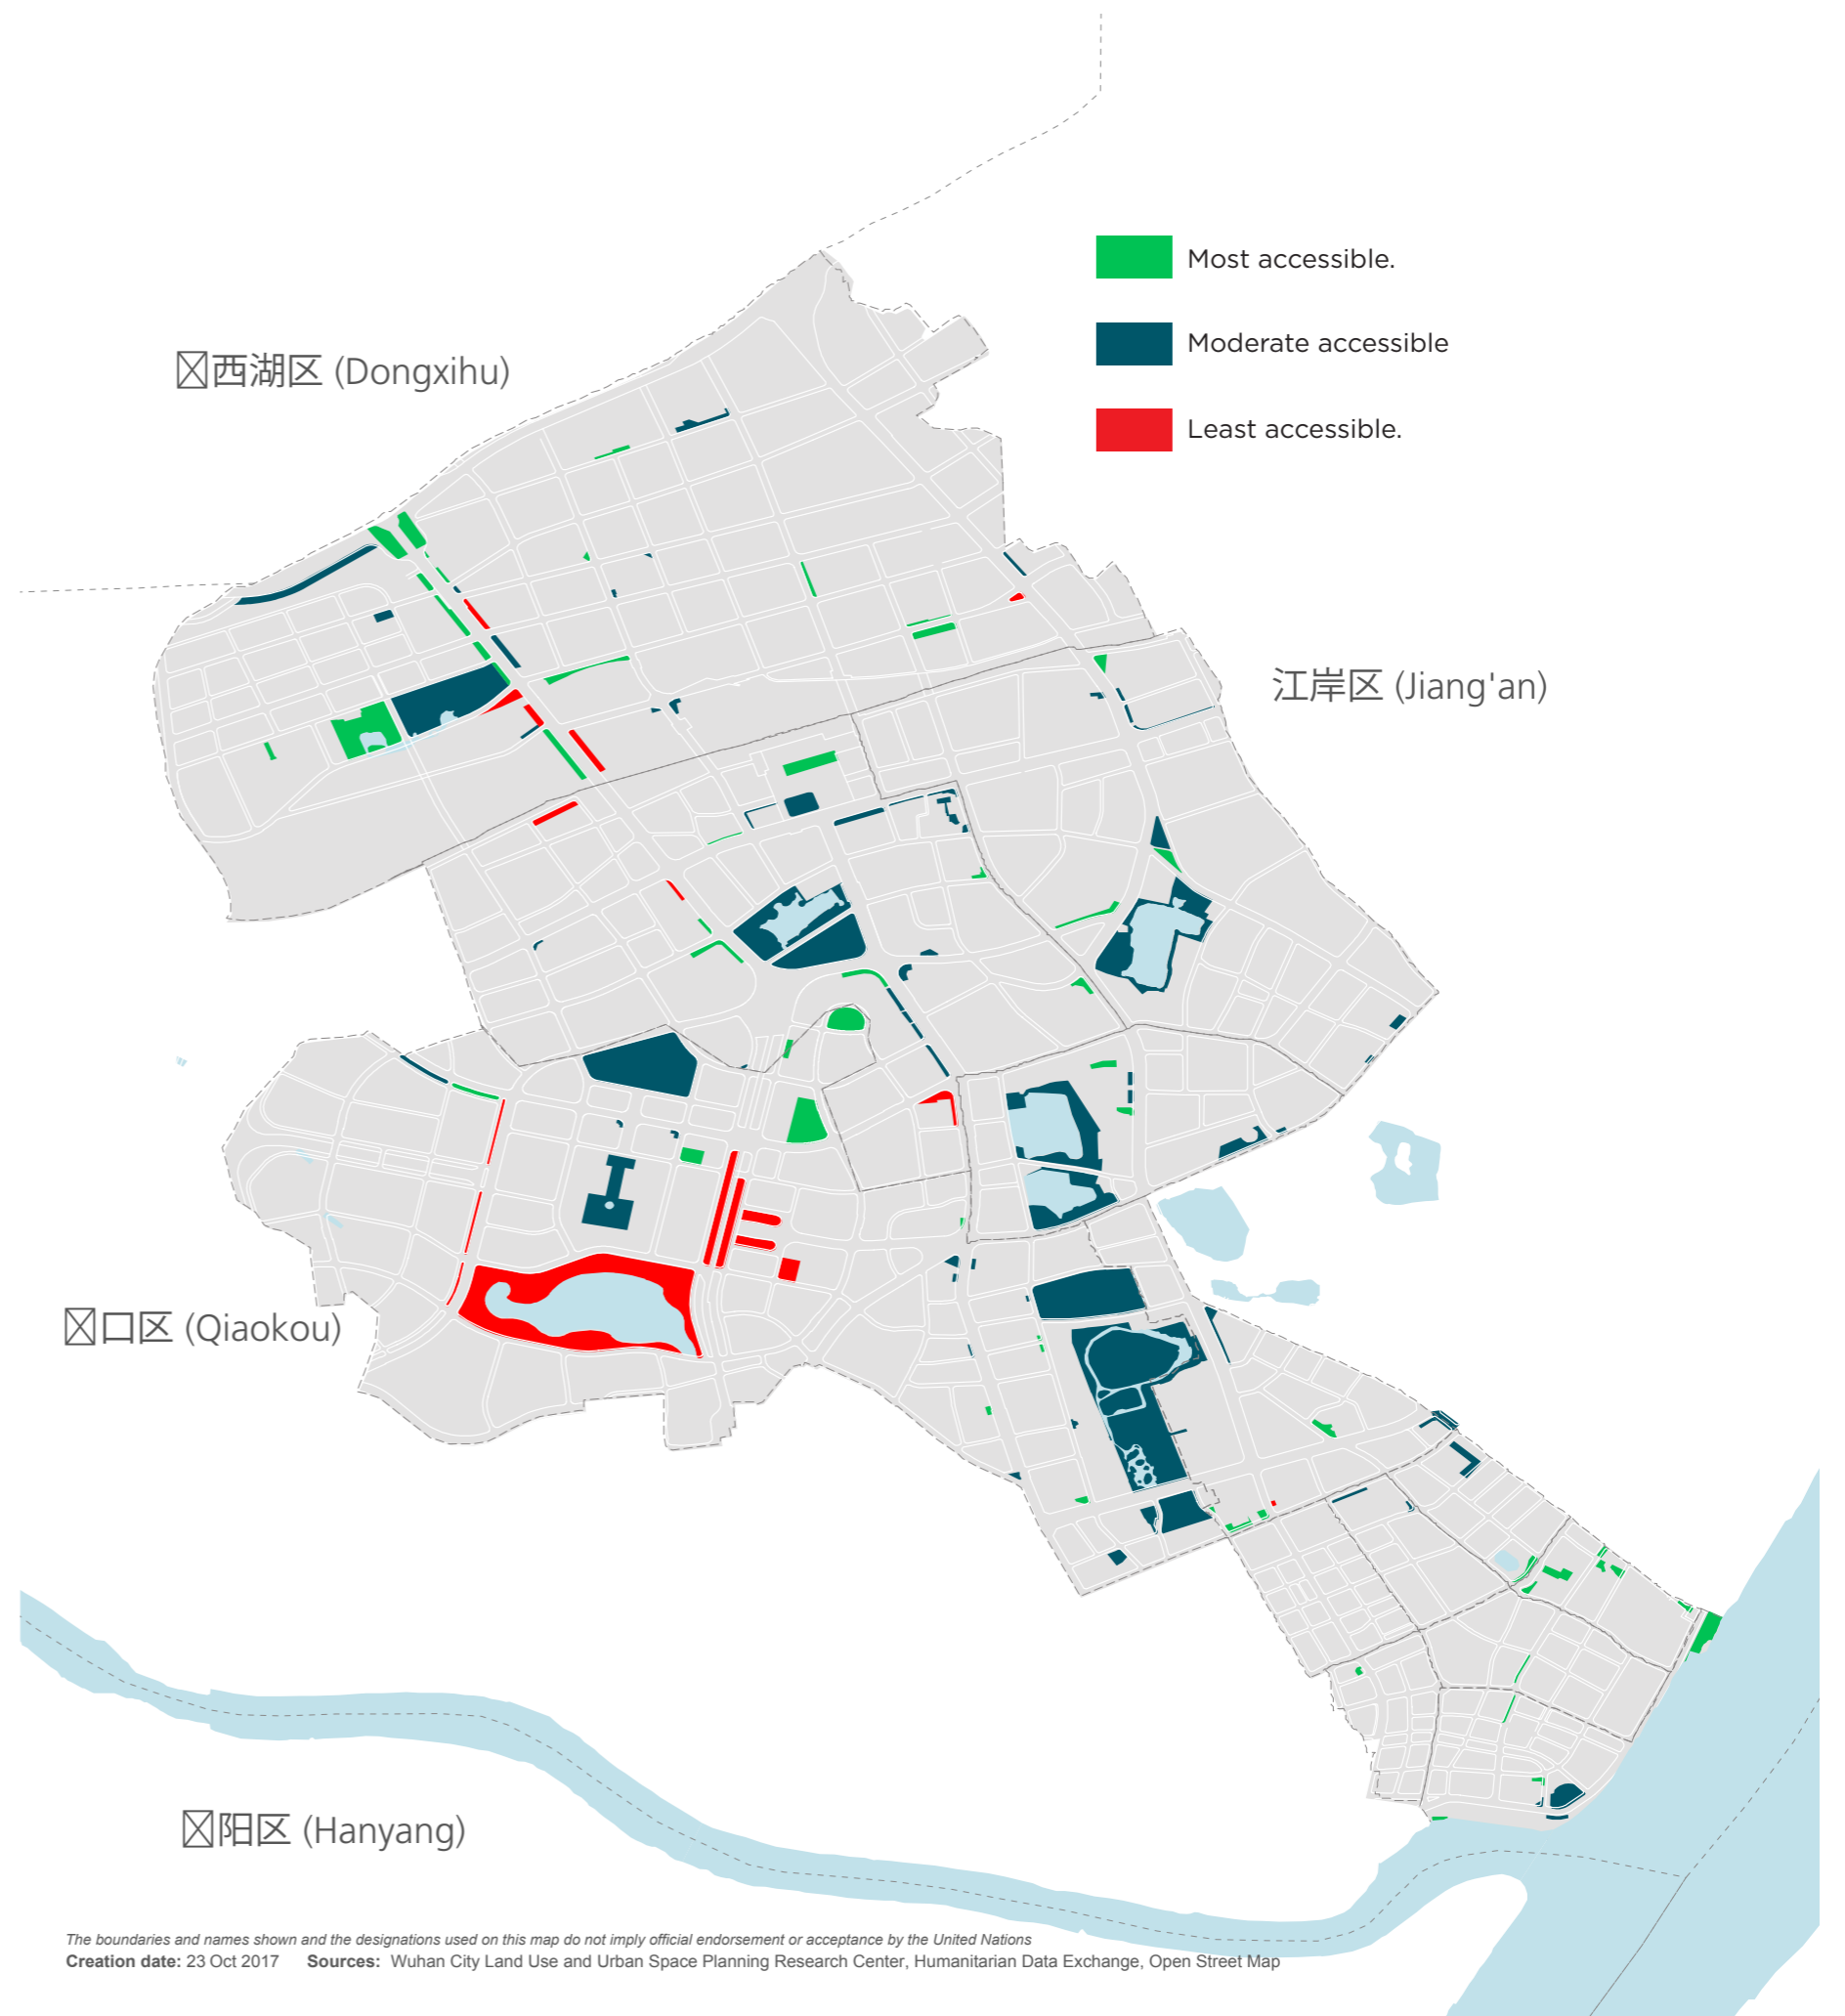 Most accessible.
西湖区 (Dongxihu)
Moderate accessible
Least accessible.
江岸区 (Jiang'an)
口区 (Qiaokou)
阳区 (Hanyang)
The boundaries and names shown and the designations used on this map do not imply official endorsement or acceptance by the United Nations
Creation date: 23 Oct 2017 Sources: Wuhan City Land Use and Urban Space Planning Research Center, Humanitarian Data Exchange, Open Street Map